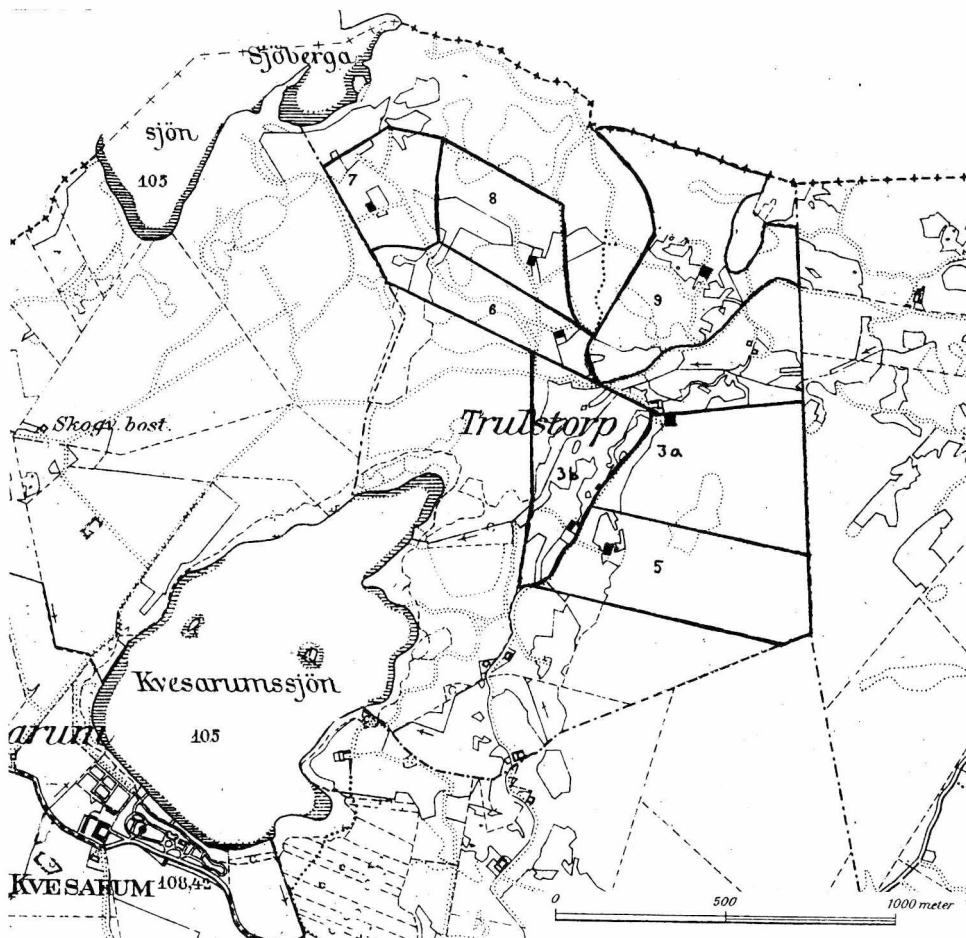 Sjöberga
sjön
105
7
8
6
9
Skogv. bost.
Trulstorp
3a
3b
5
Kvesarumssjön
105
arum
KVESARUM 108,42
0 500 1000 meter